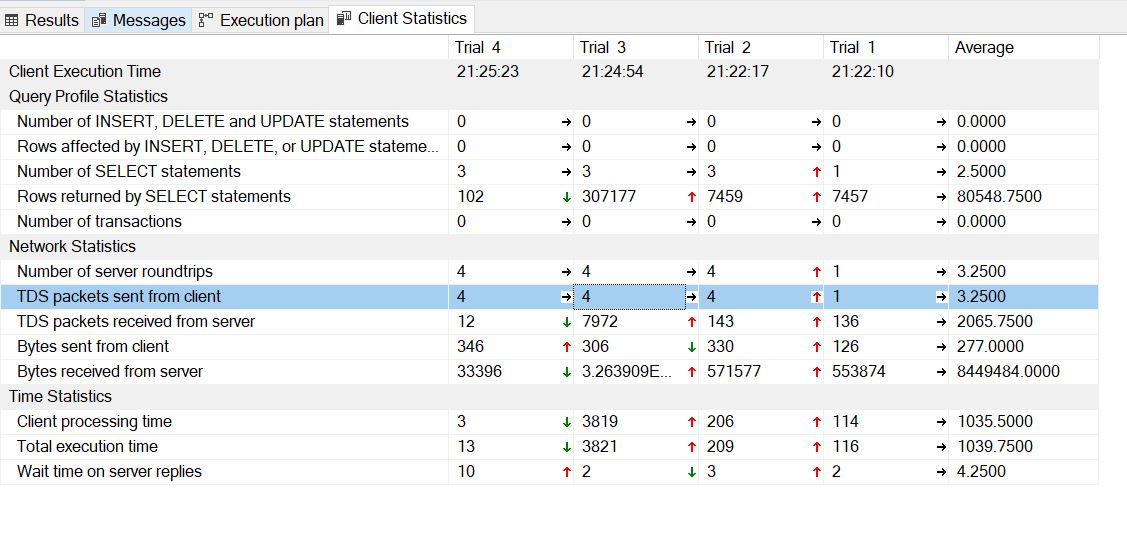 Results Messages Execution plan Client Statistics
Trial 4 Trial 3 Trial 2 Trial 1 Average
Client Execution Time 21:25:23 21:24:54 21:22:17 21:22:10
Query Profile Statistics
Number of INSERT, DELETE and UPDATE statements 0 → 0 → 0 → 0 → 0.0000
Rows affected by INSERT, DELETE, or UPDATE stateme... 0 → 0 → 0 → 0 → 0.0000
Number of SELECT statements 3 → 3 → 3 ↑ 1 → 2.5000
Rows returned by SELECT statements 102 ↓ 307177 ↑ 7459 ↑ 7457 → 80548.7500
Number of transactions 0 → 0 → 0 → 0 → 0.0000
Network Statistics
Number of server roundtrips 4 → 4 → 4 ↑ 1 → 3.2500
TDS packets sent from client 4 → 4 → 4 ↑ 1 → 3.2500
TDS packets received from server 12 ↓ 7972 ↑ 143 ↑ 136 → 2065.7500
Bytes sent from client 346 ↑ 306 ↓ 330 ↑ 126 → 277.0000
Bytes received from server 33396 ↓ 3.263909E... ↑ 571577 ↑ 553874 → 8449484.0000
Time Statistics
Client processing time 3 ↓ 3819 ↑ 206 ↑ 114 → 1035.5000
Total execution time 13 ↓ 3821 ↑ 209 ↑ 116 → 1039.7500
Wait time on server replies 10 ↑ 2 ↓ 3 ↑ 2 → 4.2500